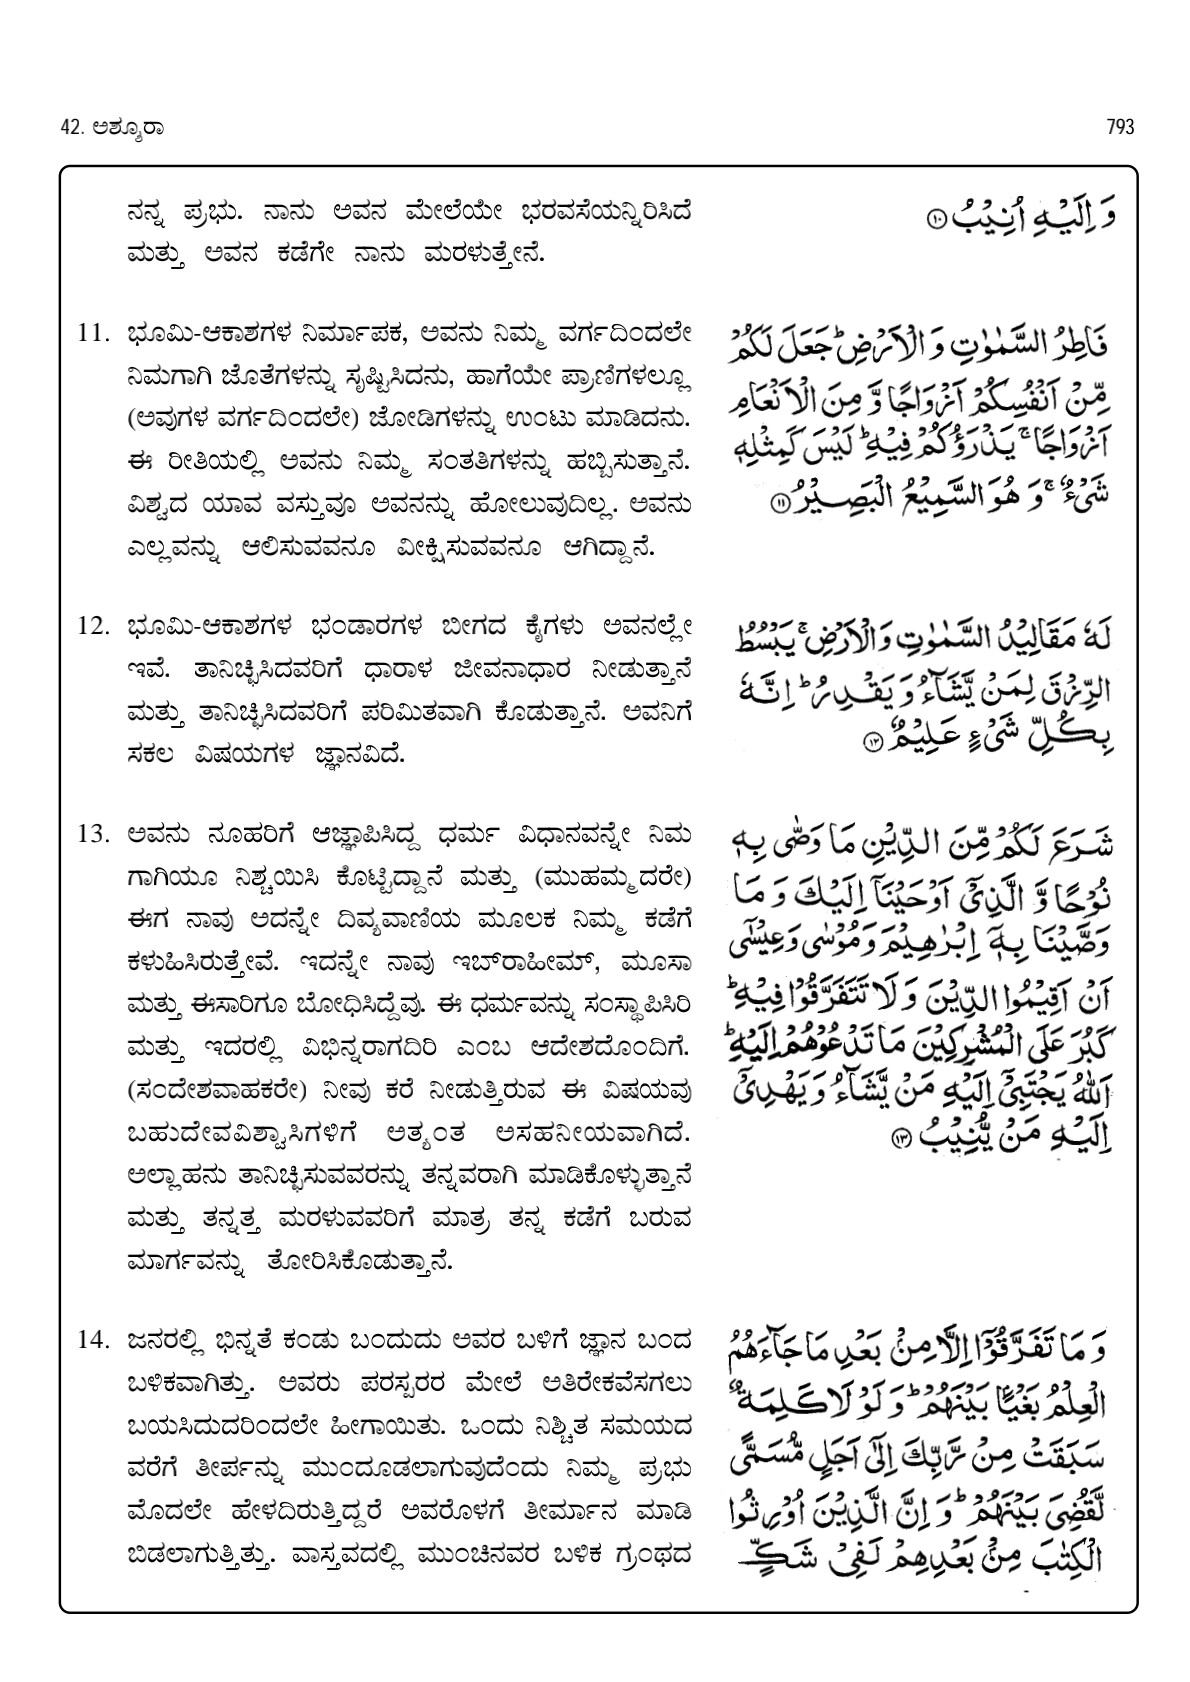 42. ಅಶ್ಶೂರಾ
793
ನನ್ನ ಪ್ರಭು. ನಾನು ಅವನ ಮೇಲೆಯೇ ಭರವಸೆಯನ್ನಿರಿಸಿದೆ
ಮತ್ತು ಅವನ ಕಡೆಗೇ ನಾನು ಮರಳುತ್ತೇನೆ.
وَ اِلَيْهِ اُنِيْبُ ۝۱۰
11. ಭೂಮಿ-ಆಕಾಶಗಳ ನಿರ್ಮಾಪಕ, ಅವನು ನಿಮ್ಮ ವರ್ಗದಿಂದಲೇ
ನಿಮಗಾಗಿ ಜೊತೆಗಳನ್ನು ಸೃಷ್ಟಿಸಿದನು, ಹಾಗೆಯೇ ಪ್ರಾಣಿಗಳಲ್ಲೂ
(ಅವುಗಳ ವರ್ಗದಿಂದಲೇ) ಜೋಡಿಗಳನ್ನು ಉಂಟು ಮಾಡಿದನು.
ಈ ರೀತಿಯಲ್ಲಿ ಅವನು ನಿಮ್ಮ ಸಂತತಿಗಳನ್ನು ಹಬ್ಬಿಸುತ್ತಾನೆ.
ವಿಶ್ವದ ಯಾವ ವಸ್ತುವೂ ಅವನನ್ನು ಹೋಲುವುದಿಲ್ಲ. ಅವನು
ಎಲ್ಲವನ್ನು ಆಲಿಸುವವನೂ ವೀಕ್ಷಿಸುವವನೂ ಆಗಿದ್ದಾನೆ.
فَاطِرُ السَّمٰوٰتِ وَ الْاَرْضِ ؕ جَعَلَ لَكُمْ
مِّنْ اَنْفُسِكُمْ اَزْوَاجًا وَّ مِنَ الْاَنْعَامِ
اَزْوَاجًا ۚ يَذْرَؤُكُمْ فِيْهِ ؕ لَيْسَ كَمِثْلِهٖ
شَيْءٌ ۚ وَ هُوَ السَّمِيْعُ الْبَصِيْرُ ۝۱۱
12. ಭೂಮಿ-ಆಕಾಶಗಳ ಭಂಡಾರಗಳ ಬೀಗದ ಕೈಗಳು ಅವನಲ್ಲೇ
ಇವೆ. ತಾನಿಚ್ಛಿಸಿದವರಿಗೆ ಧಾರಾಳ ಜೀವನಾಧಾರ ನೀಡುತ್ತಾನೆ
ಮತ್ತು ತಾನಿಚ್ಛಿಸಿದವರಿಗೆ ಪರಿಮಿತವಾಗಿ ಕೊಡುತ್ತಾನೆ. ಅವನಿಗೆ
ಸಕಲ ವಿಷಯಗಳ ಜ್ಞಾನವಿದೆ.
لَهٗ مَقَالِيْدُ السَّمٰوٰتِ وَالْاَرْضِ ۚ يَبْسُطُ
الرِّزْقَ لِمَنْ يَّشَآءُ وَ يَقْدِرُ ؕ اِنَّهٗ
بِكُلِّ شَيْءٍ عَلِيْمٌ ۝۱۲
13. ಅವನು ನೂಹರಿಗೆ ಆಜ್ಞಾಪಿಸಿದ್ದ ಧರ್ಮ ವಿಧಾನವನ್ನೇ ನಿಮ
ಗಾಗಿಯೂ ನಿಶ್ಚಯಿಸಿ ಕೊಟ್ಟಿದ್ದಾನೆ ಮತ್ತು (ಮುಹಮ್ಮದರೇ)
ಈಗ ನಾವು ಅದನ್ನೇ ದಿವ್ಯವಾಣಿಯ ಮೂಲಕ ನಿಮ್ಮ ಕಡೆಗೆ
ಕಳುಹಿಸಿರುತ್ತೇವೆ. ಇದನ್ನೇ ನಾವು ಇಬ್‌ರಾಹೀಮ್, ಮೂಸಾ
ಮತ್ತು ಈಸಾರಿಗೂ ಬೋಧಿಸಿದ್ದೆವು. ಈ ಧರ್ಮವನ್ನು ಸಂಸ್ಥಾಪಿಸಿರಿ
ಮತ್ತು ಇದರಲ್ಲಿ ವಿಭಿನ್ನರಾಗದಿರಿ ಎಂಬ ಆದೇಶದೊಂದಿಗೆ.
(ಸಂದೇಶವಾಹಕರೇ) ನೀವು ಕರೆ ನೀಡುತ್ತಿರುವ ಈ ವಿಷಯವು
ಬಹುದೇವವಿಶ್ವಾಸಿಗಳಿಗೆ ಅತ್ಯಂತ ಅಸಹನೀಯವಾಗಿದೆ.
ಅಲ್ಲಾಹನು ತಾನಿಚ್ಛಿಸುವವರನ್ನು ತನ್ನವರಾಗಿ ಮಾಡಿಕೊಳ್ಳುತ್ತಾನೆ
ಮತ್ತು ತನ್ನತ್ತ ಮರಳುವವರಿಗೆ ಮಾತ್ರ ತನ್ನ ಕಡೆಗೆ ಬರುವ
ಮಾರ್ಗವನ್ನು ತೋರಿಸಿಕೊಡುತ್ತಾನೆ.
شَرَعَ لَكُمْ مِّنَ الدِّيْنِ مَا وَصّٰى بِهٖ
نُوْحًا وَّ الَّذِيْٓ اَوْحَيْنَآ اِلَيْكَ وَ مَا
وَصَّيْنَا بِهٖٓ اِبْرٰهِيْمَ وَمُوْسٰى وَعِيْسٰٓى
اَنْ اَقِيْمُوا الدِّيْنَ وَ لَا تَتَفَرَّقُوْا فِيْهِ ؕ
كَبُرَ عَلَى الْمُشْرِكِيْنَ مَا تَدْعُوْهُمْ اِلَيْهِ ؕ
اَللّٰهُ يَجْتَبِيْٓ اِلَيْهِ مَنْ يَّشَآءُ وَ يَهْدِيْٓ
اِلَيْهِ مَنْ يُّنِيْبُ ۝۱۳
14. ಜನರಲ್ಲಿ ಭಿನ್ನತೆ ಕಂಡು ಬಂದುದು ಅವರ ಬಳಿಗೆ ಜ್ಞಾನ ಬಂದ
ಬಳಿಕವಾಗಿತ್ತು. ಅವರು ಪರಸ್ಪರರ ಮೇಲೆ ಅತಿರೇಕವೆಸಗಲು
ಬಯಸಿದುದರಿಂದಲೇ ಹೀಗಾಯಿತು. ಒಂದು ನಿಶ್ಚಿತ ಸಮಯದ
ವರೆಗೆ ತೀರ್ಪನ್ನು ಮುಂದೂಡಲಾಗುವುದೆಂದು ನಿಮ್ಮ ಪ್ರಭು
ಮೊದಲೇ ಹೇಳದಿರುತ್ತಿದ್ದರೆ ಅವರೊಳಗೆ ತೀರ್ಮಾನ ಮಾಡಿ
ಬಿಡಲಾಗುತ್ತಿತ್ತು. ವಾಸ್ತವದಲ್ಲಿ ಮುಂಚಿನವರ ಬಳಿಕ ಗ್ರಂಥದ
وَ مَا تَفَرَّقُوْٓا اِلَّا مِنْۢ بَعْدِ مَا جَآءَهُمُ
الْعِلْمُ بَغْيًۢا بَيْنَهُمْ ؕ وَ لَوْ لَا كَلِمَةٌ
سَبَقَتْ مِنْ رَّبِّكَ اِلٰٓى اَجَلٍ مُّسَمًّى
لَّقُضِيَ بَيْنَهُمْ ؕ وَ اِنَّ الَّذِيْنَ اُوْرِثُوا
الْكِتٰبَ مِنْۢ بَعْدِهِمْ لَفِيْ شَكٍّ